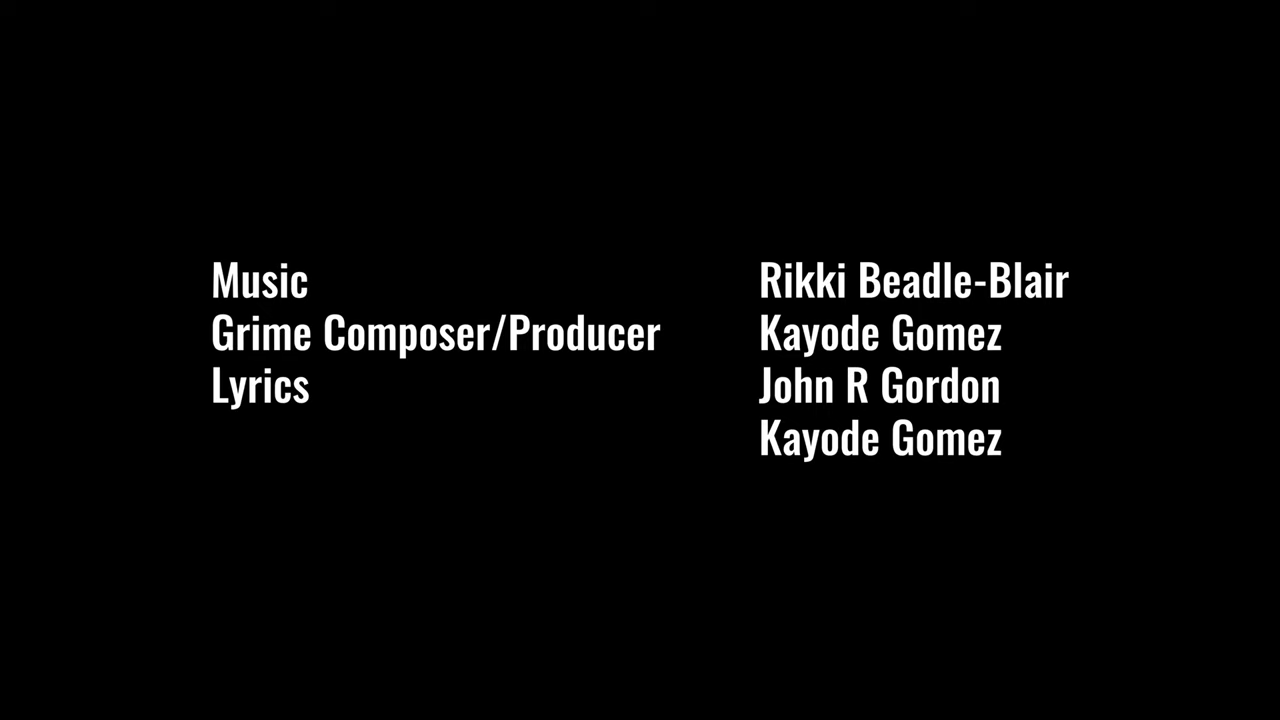 Music Rikki Beadle-Blair
Grime Composer/Producer Kayode Gomez
Lyrics John R Gordon
Kayode Gomez